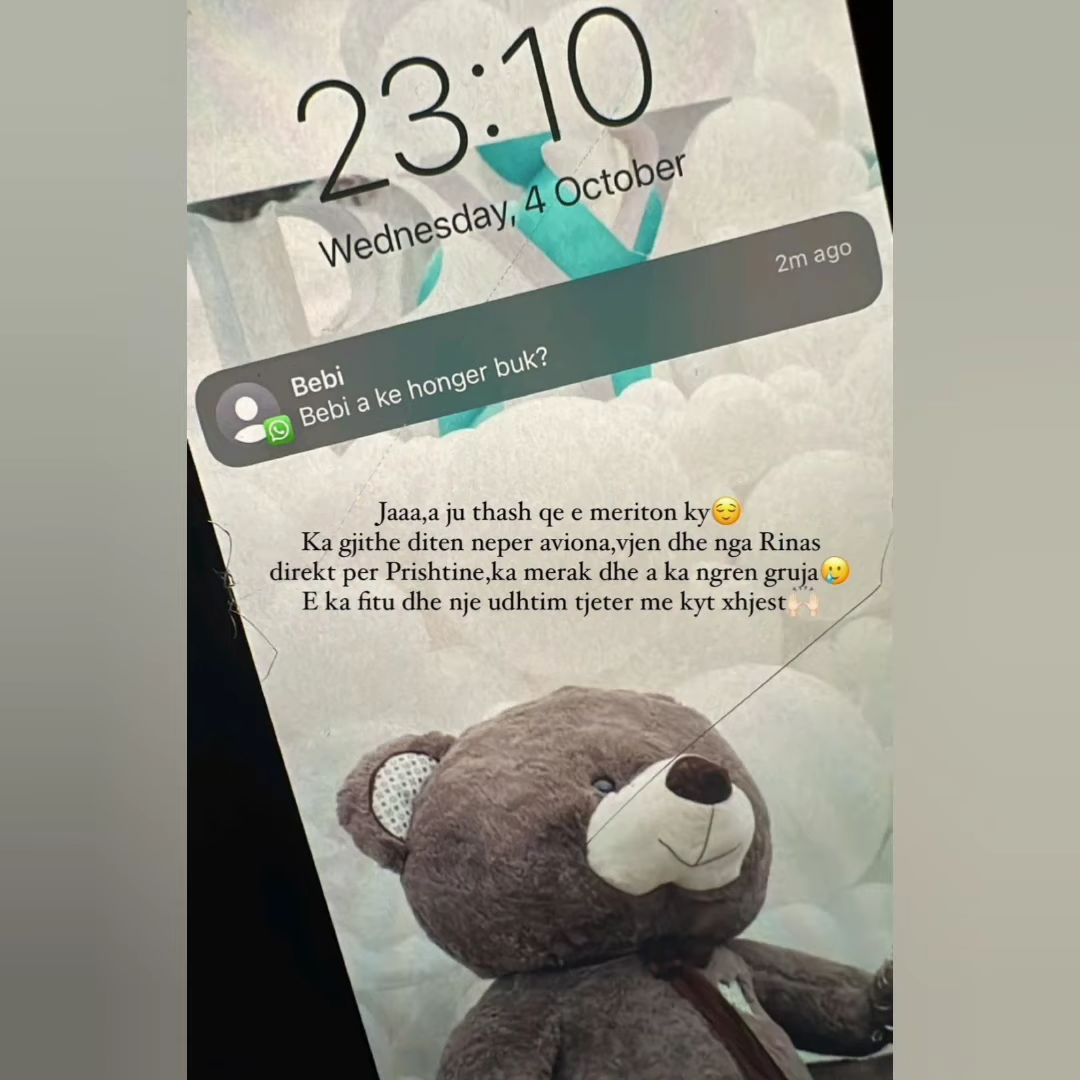 23:10
Wednesday, 4 October
2m ago
Bebi
Bebi a ke honger buk?
Jaaa,a ju thash qe e meriton ky😌
Ka gjithe diten neper aviona,vjen dhe nga Rinas
direkt per Prishtine,ka merak dhe a ka ngren gruja🥲
E ka fitu dhe nje udhtim tjeter me kyt xhjest🙌🏻